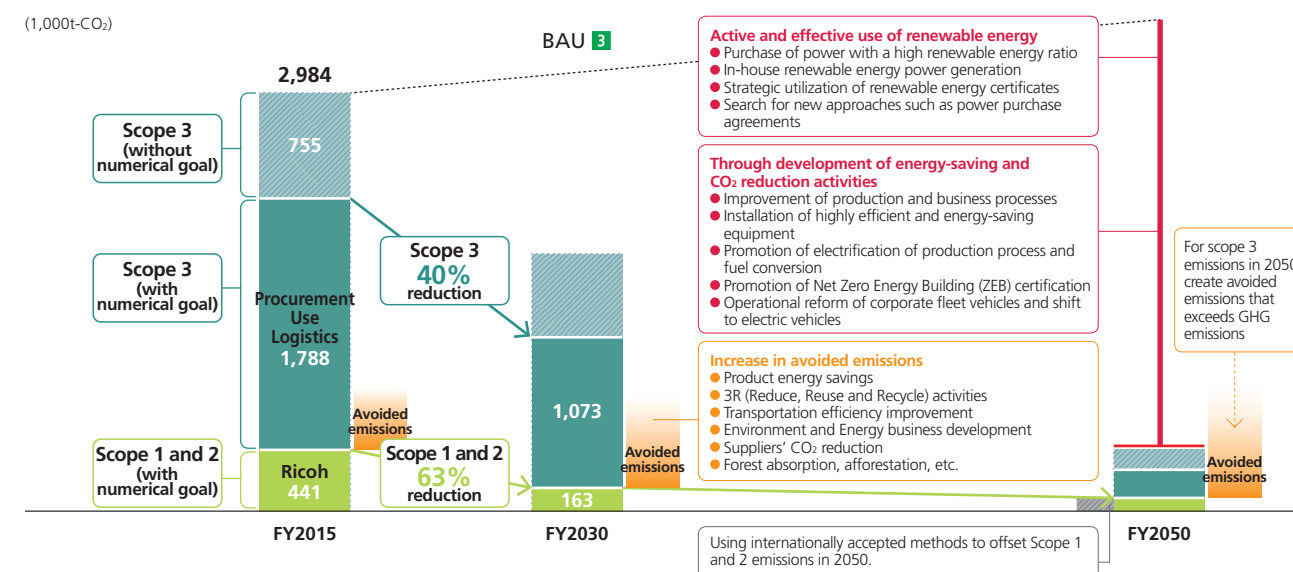 (1,000t-CO₂)
BAU 3
2,984
755
Scope 3
(without
numerical goal)
Scope 3
(with
numerical goal)
Procurement
Use
Logistics
1,788
Scope 1 and 2
(with
numerical goal)
Ricoh
441
Avoided
emissions
FY2015
Scope 3
40%
reduction
Scope 1 and 2
63%
reduction
1,073
163
Avoided
emissions
FY2030
Active and effective use of renewable energy
● Purchase of power with a high renewable energy ratio
● In-house renewable energy power generation
● Strategic utilization of renewable energy certificates
● Search for new approaches such as power purchase
agreements
Through development of energy-saving and
CO₂ reduction activities
● Improvement of production and business processes
● Installation of highly efficient and energy-saving
equipment
● Promotion of electrification of production process and
fuel conversion
● Promotion of Net Zero Energy Building (ZEB) certification
● Operational reform of corporate fleet vehicles and shift
to electric vehicles
Increase in avoided emissions
● Product energy savings
● 3R (Reduce, Reuse and Recycle) activities
● Transportation efficiency improvement
● Environment and Energy business development
● Suppliers' CO₂ reduction
● Forest absorption, afforestation, etc.
For scope 3
emissions in 2050
create avoided
emissions that
exceeds GHG
emissions
Avoided
emissions
FY2050
Using internationally accepted methods to offset Scope 1
and 2 emissions in 2050.